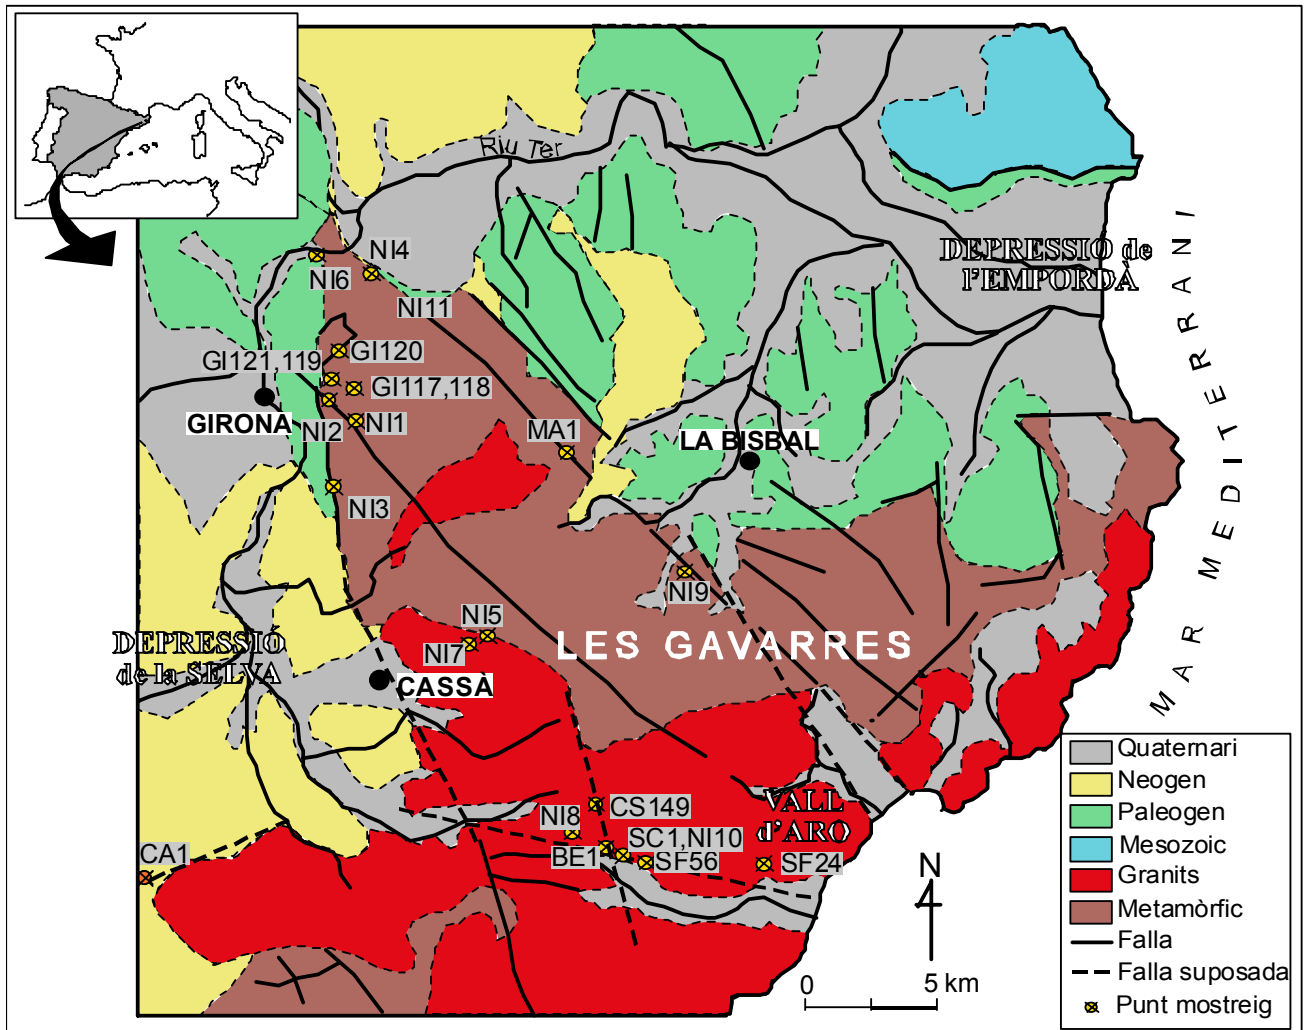 Riu Ter
NI4
NI6
NI11
DEPRESSIÓ de
l'EMPORDÀ
MAR MEDITERRANI
GI120
GI121,119
GI117,118
GIRONA
NI2
NI1
MA1
LA BISBAL
NI3
NI9
NI5
NI7
LES GAVARRES
DEPRESSIÓ
de la SELVA
CASSÀ
CS149
VALL
d'ARO
NI8
SC1,NI10
BE1
SF56
SF24
CA1
N
0
5 km
Quaternari
Neogen
Paleogen
Mesozoic
Granits
Metamòrfic
Falla
Falla suposada
Punt mostreig